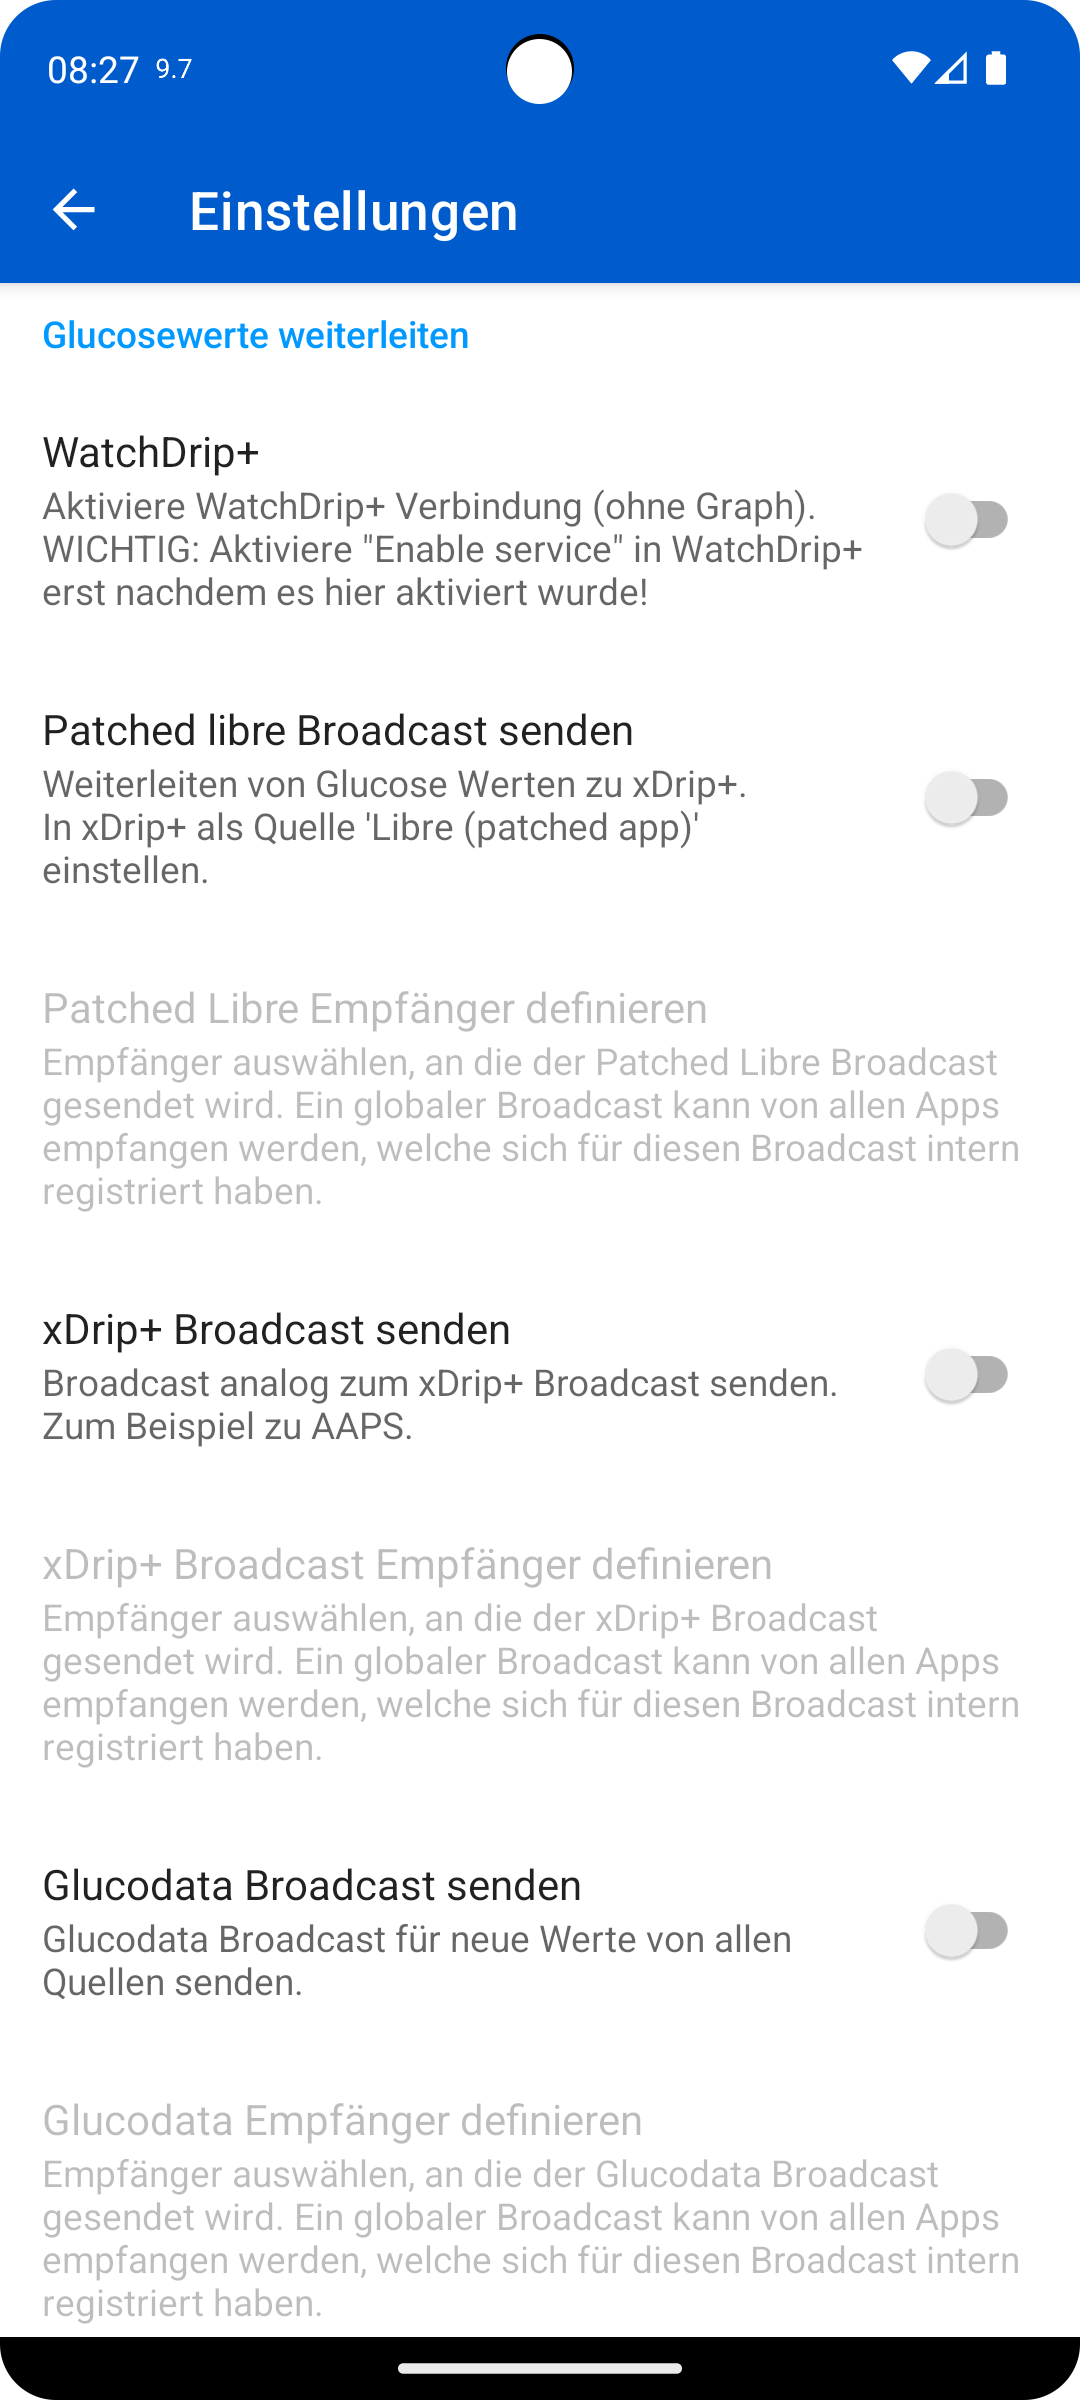 08:27 9.7
Einstellungen
Glucosewerte weiterleiten
WatchDrip+
Aktiviere WatchDrip+ Verbindung (ohne Graph).
WICHTIG: Aktiviere "Enable service" in WatchDrip+
erst nachdem es hier aktiviert wurde!
Patched libre Broadcast senden
Weiterleiten von Glucose Werten zu xDrip+.
In xDrip+ als Quelle 'Libre (patched app)'
einstellen.
Patched Libre Empfänger definieren
Empfänger auswählen, an die der Patched Libre Broadcast
gesendet wird. Ein globaler Broadcast kann von allen Apps
empfangen werden, welche sich für diesen Broadcast intern
registriert haben.
xDrip+ Broadcast senden
Broadcast analog zum xDrip+ Broadcast senden.
Zum Beispiel zu AAPS.
xDrip+ Broadcast Empfänger definieren
Empfänger auswählen, an die der xDrip+ Broadcast
gesendet wird. Ein globaler Broadcast kann von allen Apps
empfangen werden, welche sich für diesen Broadcast intern
registriert haben.
Glucodata Broadcast senden
Glucodata Broadcast für neue Werte von allen
Quellen senden.
Glucodata Empfänger definieren
Empfänger auswählen, an die der Glucodata Broadcast
gesendet wird. Ein globaler Broadcast kann von allen Apps
empfangen werden, welche sich für diesen Broadcast intern
registriert haben.